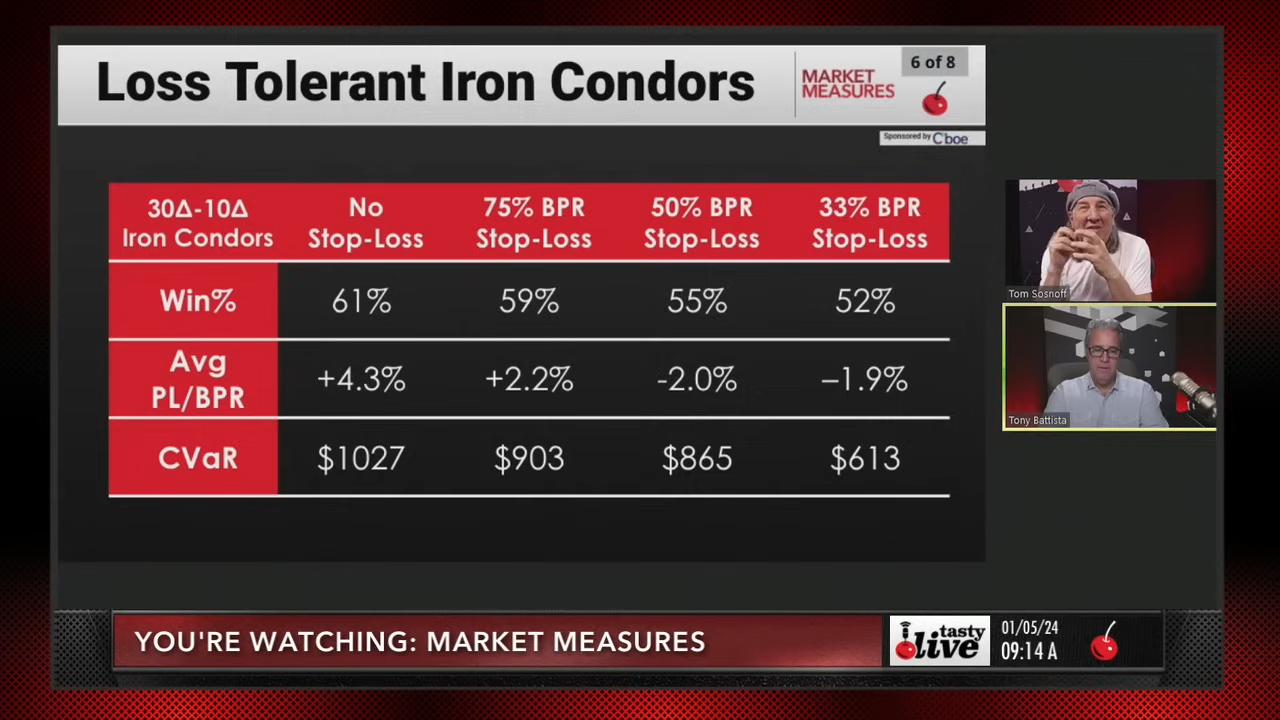 Loss Tolerant Iron Condors
MARKET
MEASURES
6 of 8
Sponsored by Cboe
30Δ-10Δ
Iron Condors
No
Stop-Loss
75% BPR
Stop-Loss
50% BPR
Stop-Loss
33% BPR
Stop-Loss
Win%
61%
59%
55%
52%
Avg
PL/BPR
+4.3%
+2.2%
-2.0%
–1.9%
CVaR
$1027
$903
$865
$613
Tom Sosnoff
Tony Battista
YOU'RE WATCHING: MARKET MEASURES
tasty
live
01/05/24
09:14 A